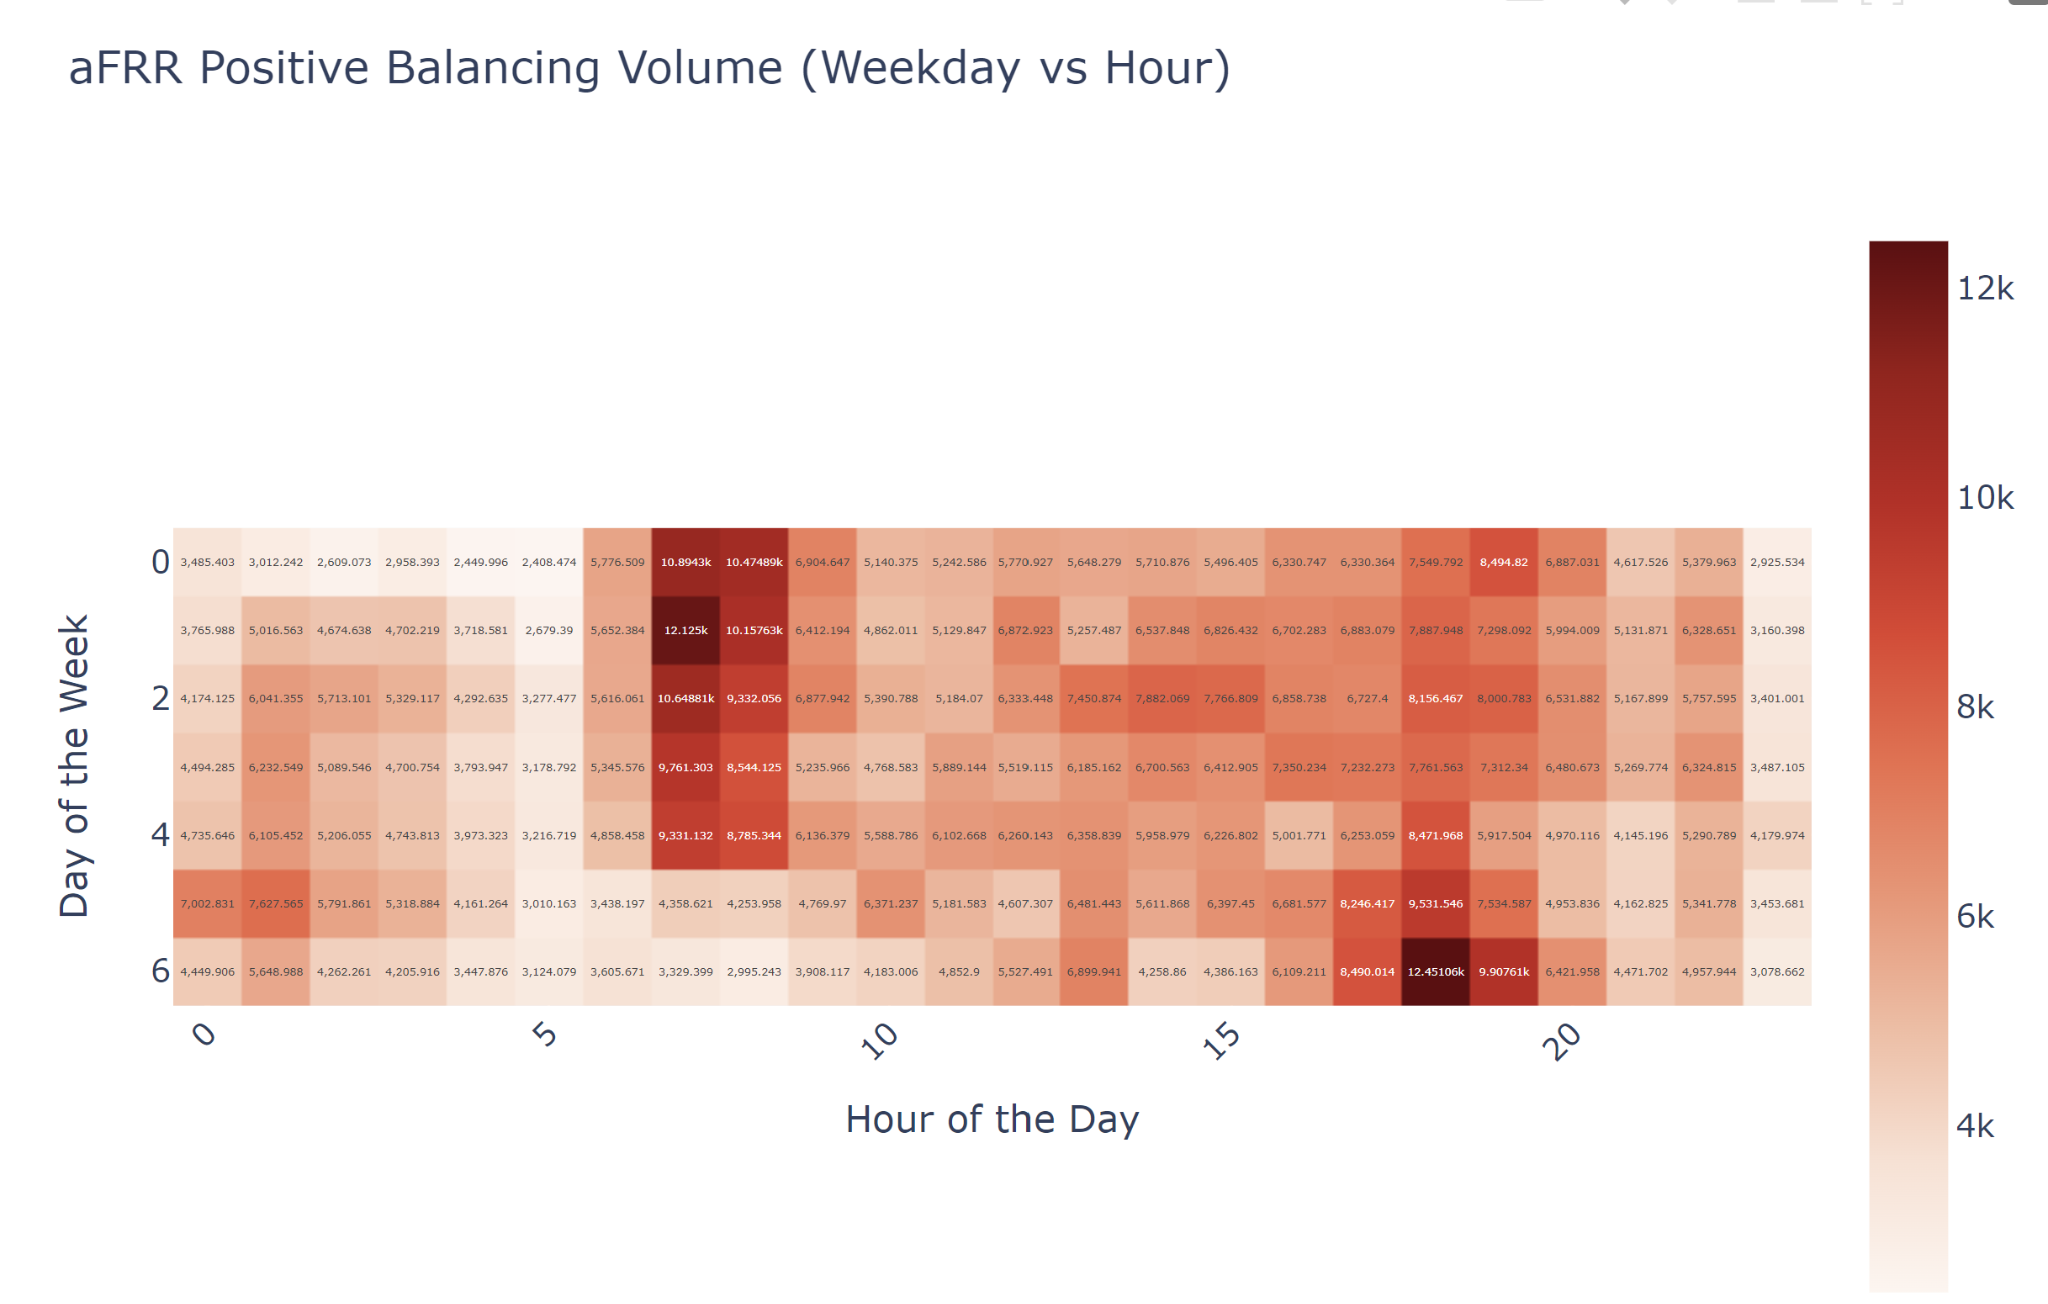 aFRR Positive Balancing Volume (Weekday vs Hour)
12k
10k
8k
6k
4k
Day of the Week
0 3,485.403 3,012.242 2,609.073 2,958.393 2,449.996 2,408.474 5,776.509 10.8943k 10.47489k 6,904.647 5,140.375 5,242.586 5,770.927 5,648.279 5,710.876 5,496.405 6,330.747 6,330.364 7,549.792 8,494.82 6,887.031 4,617.526 5,379.963 2,925.534
3,765.988 5,016.563 4,674.638 4,702.219 3,718.581 2,679.39 5,652.384 12.125k 10.15763k 6,412.194 4,862.011 5,129.847 6,872.923 5,257.487 6,537.848 6,826.432 6,702.283 6,883.079 7,887.948 7,298.092 5,994.009 5,131.871 6,328.651 3,160.398
2 4,174.125 6,041.355 5,713.101 5,329.117 4,292.635 3,277.477 5,616.061 10.64881k 9,332.056 6,877.942 5,390.788 5,184.07 6,333.448 7,450.874 7,882.069 7,766.809 6,858.738 6,727.4 8,156.467 8,000.783 6,531.882 5,167.899 5,757.595 3,401.001
4,494.285 6,232.549 5,089.546 4,700.754 3,793.947 3,178.792 5,345.576 9,761.303 8,544.125 5,235.966 4,768.583 5,889.144 5,519.115 6,185.162 6,700.563 6,412.905 7,350.234 7,232.273 7,761.563 7,312.34 6,480.673 5,269.774 6,324.815 3,487.105
4 4,735.646 6,105.452 5,206.055 4,743.813 3,973.323 3,216.719 4,858.458 9,331.132 8,785.344 6,136.379 5,588.786 6,102.668 6,260.143 6,358.839 5,958.979 6,226.802 5,001.771 6,253.059 8,471.968 5,917.504 4,970.116 4,145.196 5,290.789 4,179.974
7,002.831 7,627.565 5,791.861 5,318.884 4,161.264 3,010.163 3,438.197 4,358.621 4,253.958 4,769.97 6,371.237 5,181.583 4,607.307 6,481.443 5,611.868 6,397.45 6,681.577 8,246.417 9,531.546 7,534.587 4,953.836 4,162.825 5,341.778 3,453.681
6 4,449.906 5,648.988 4,262.261 4,205.916 3,447.876 3,124.079 3,605.671 3,329.399 2,995.243 3,908.117 4,183.006 4,852.9 5,527.491 6,899.941 4,258.86 4,386.163 6,109.211 8,490.014 12.45106k 9.90761k 6,421.958 4,471.702 4,957.944 3,078.662
0 5 10 15 20
Hour of the Day